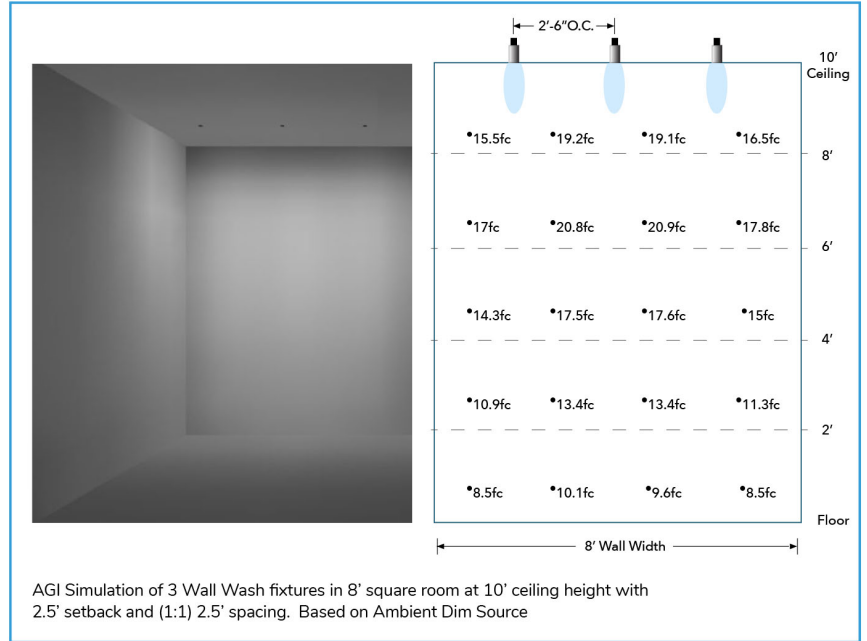 2'-6"O.C.
10'
Ceiling
15.5fc 19.2fc 19.1fc 16.5fc
8'
17fc 20.8fc 20.9fc 17.8fc
6'
14.3fc 17.5fc 17.6fc 15fc
4'
10.9fc 13.4fc 13.4fc 11.3fc
2'
8.5fc 10.1fc 9.6fc 8.5fc
Floor
8' Wall Width
AGI Simulation of 3 Wall Wash fixtures in 8' square room at 10' ceiling height with
2.5' setback and (1:1) 2.5' spacing. Based on Ambient Dim Source